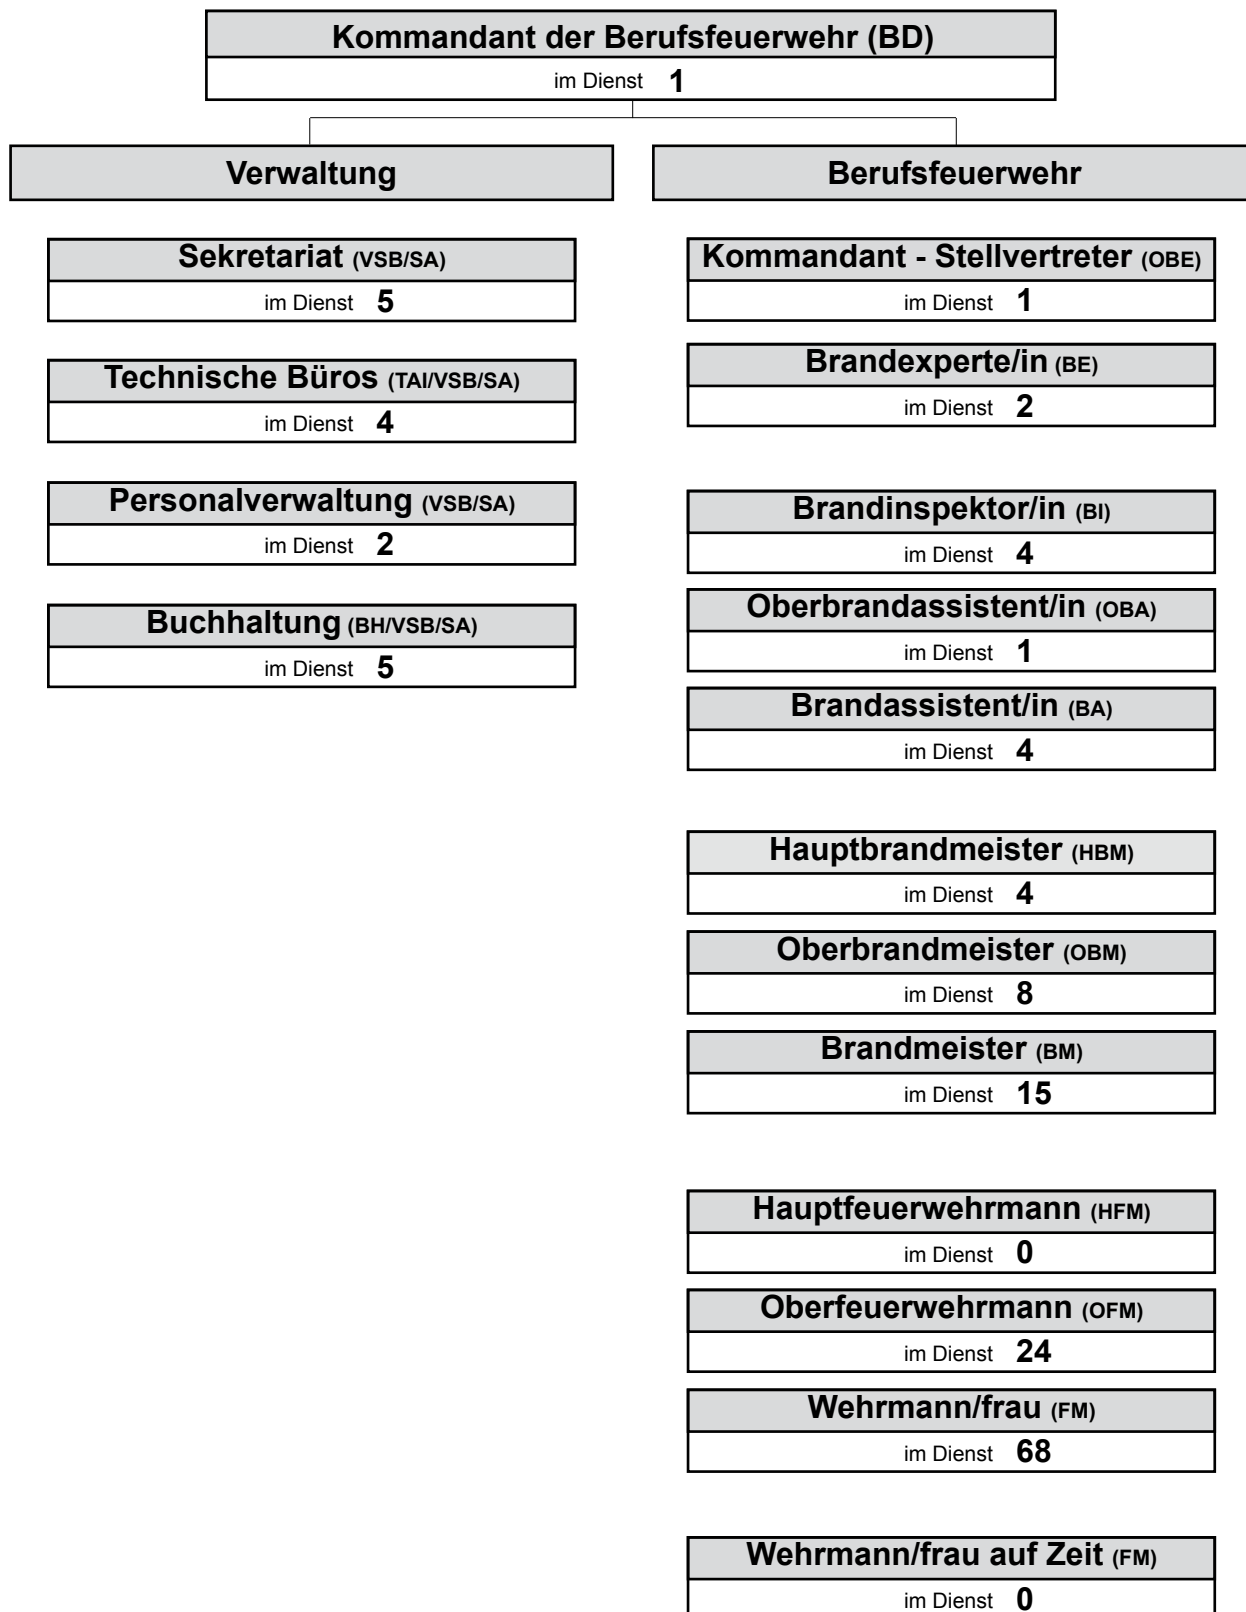 Kommandant der Berufsfeuerwehr (BD)
im Dienst 1
Verwaltung
Sekretariat (VSB/SA)
im Dienst 5
Technische Büros (TAI/VSB/SA)
im Dienst 4
Personalverwaltung (VSB/SA)
im Dienst 2
Buchhaltung (BH/VSB/SA)
im Dienst 5
Berufsfeuerwehr
Kommandant - Stellvertreter (OBE)
im Dienst 1
Brandexperte/in (BE)
im Dienst 2
Brandinspektor/in (BI)
im Dienst 4
Oberbrandassistent/in (OBA)
im Dienst 1
Brandassistent/in (BA)
im Dienst 4
Hauptbrandmeister (HBM)
im Dienst 4
Oberbrandmeister (OBM)
im Dienst 8
Brandmeister (BM)
im Dienst 15
Hauptfeuerwehrmann (HFM)
im Dienst 0
Oberfeuerwehrmann (OFM)
im Dienst 24
Wehrmann/frau (FM)
im Dienst 68
Wehrmann/frau auf Zeit (FM)
im Dienst 0